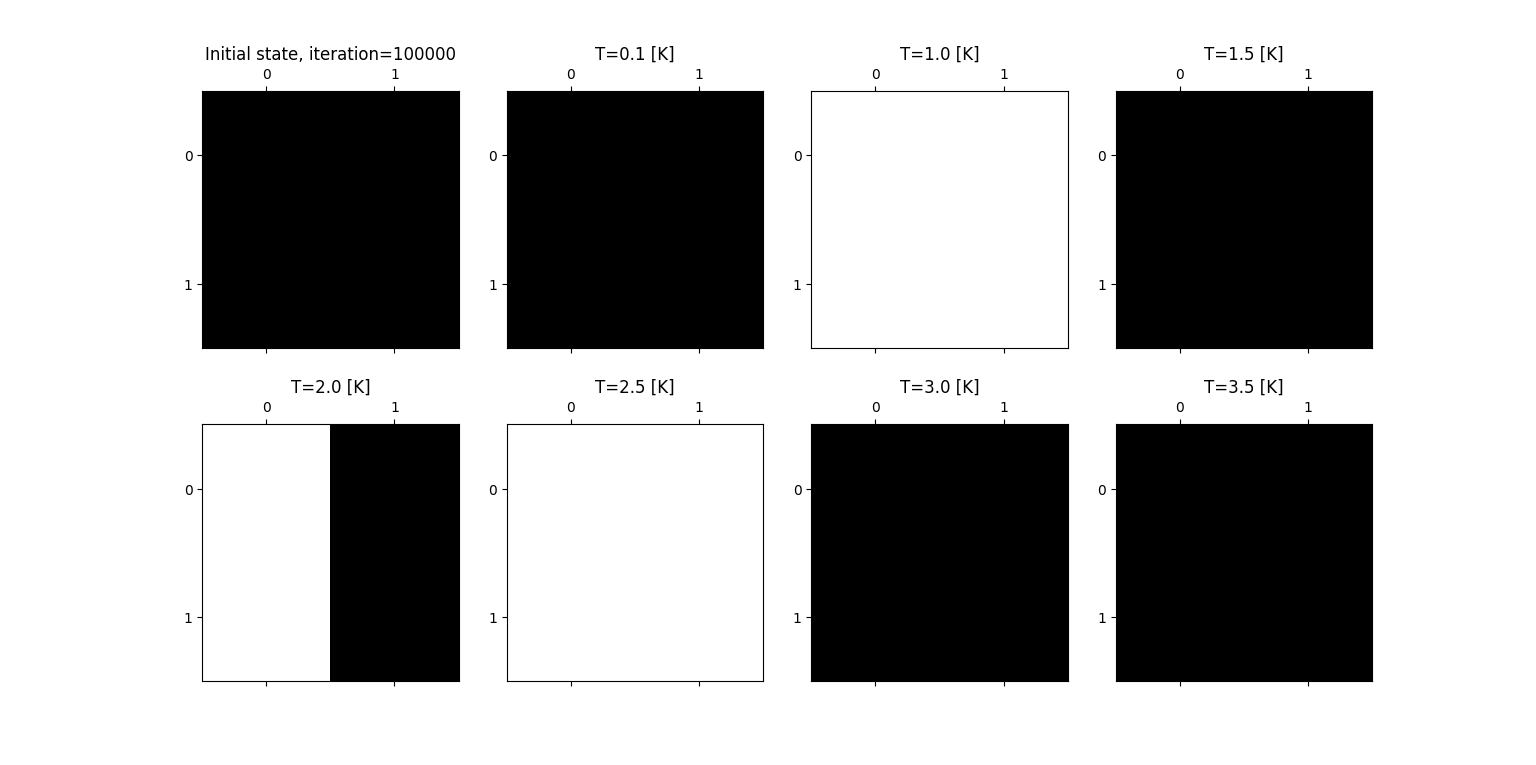 Initial state, iteration=100000 T=0.1 [K] T=1.0 [K] T=1.5 [K]
0 1 0 1 0 1 0 1
0 0 0 0
1 1 1 1
T=2.0 [K] T=2.5 [K] T=3.0 [K] T=3.5 [K]
0 1 0 1 0 1 0 1
0 0 0 0
1 1 1 1